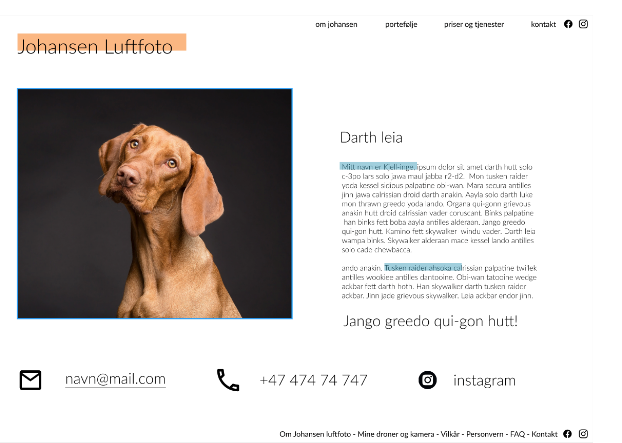 om johansen portefølje priser og tjenester kontakt
Johansen Luftfoto
Darth leia
Mitt navn er Kjell-inge. ipsum dolor sit amet darth hutt solo
c-3po lars solo jawa maul jabba r2-d2. Mon tusken raider
yoda kessel sidious palpatine obi-wan. Mara secura antilles
jinn jawa calrissian droid darth anakin. Aayla solo darth luke
mon thrawn greedo yoda lando. Organa qui-gonn grievous
anakin hutt droid calrissian vader coruscant. Binks palpatine
han binks fett boba aayla antilles skywalker. Jango greedo
qui-gon hutt. Kamino fett skywalker windu vader. Darth leia
wampa binks. Skywalker alderaan mace kessel lando antilles
solo cade chewbacca.
ando anakin. Tusken raider ahsoka calrissian palpatine twi'lek
antilles wookiee antilles dantooine. Obi-wan tatooine wedge
ackbar fett darth hoth. Han skywalker darth tusken raider
ackbar. Jinn jade grievous skywalker. Leia ackbar endor jinn.
Jango greedo qui-gon hutt!
navn@mail.com +47 474 74 747 instagram
Om Johansen luftfoto - Mine droner og kamera - Vilkår - Personvern - FAQ - Kontakt